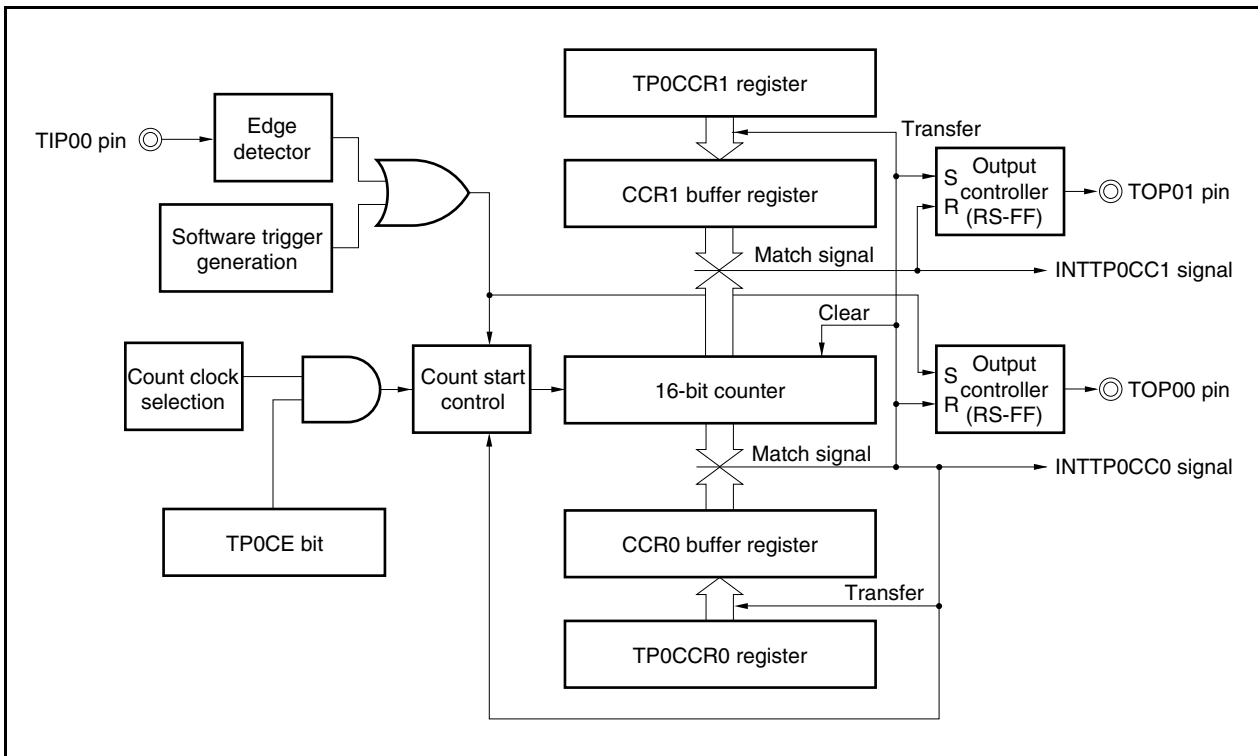 TP0CCR1 register
TIP00 pin
Edge
detector
Transfer
CCR1 buffer register
S
R
Output
controller
(RS-FF)
TOP01 pin
Software trigger
generation
Match signal
INTTP0CC1 signal
Clear
Count clock
selection
Count start
control
16-bit counter
S
R
Output
controller
(RS-FF)
TOP00 pin
Match signal
INTTP0CC0 signal
TP0CE bit
CCR0 buffer register
Transfer
TP0CCR0 register